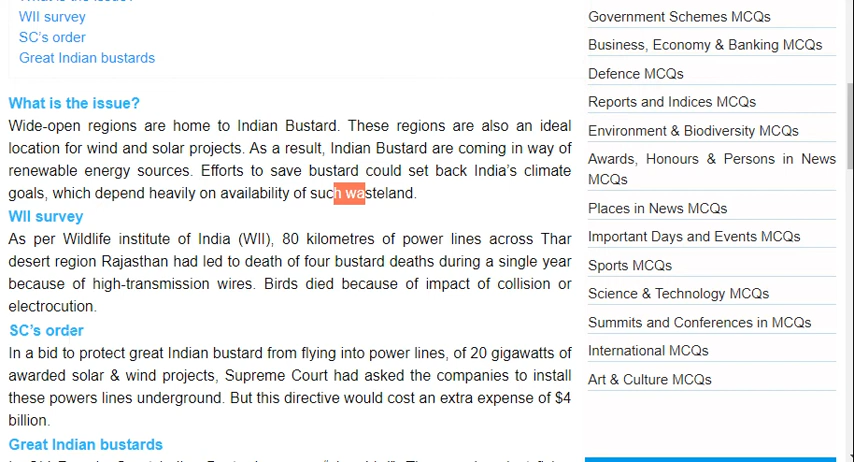 WII survey
SC's order
Great Indian bustards
What is the issue?
Wide-open regions are home to Indian Bustard. These regions are also an ideal
location for wind and solar projects. As a result, Indian Bustard are coming in way of
renewable energy sources. Efforts to save bustard could set back India's climate
goals, which depend heavily on availability of such wasteland.
WII survey
As per Wildlife institute of India (WII), 80 kilometres of power lines across Thar
desert region Rajasthan had led to death of four bustard deaths during a single year
because of high-transmission wires. Birds died because of impact of collision or
electrocution.
SC's order
In a bid to protect great Indian bustard from flying into power lines, of 20 gigawatts of
awarded solar & wind projects, Supreme Court had asked the companies to install
these powers lines underground. But this directive would cost an extra expense of $4
billion.
Great Indian bustards
Government Schemes MCQs
Business, Economy & Banking MCQs
Defence MCQs
Reports and Indices MCQs
Environment & Biodiversity MCQs
Awards, Honours & Persons in News
MCQs
Places in News MCQs
Important Days and Events MCQs
Sports MCQs
Science & Technology MCQs
Summits and Conferences in MCQs
International MCQs
Art & Culture MCQs